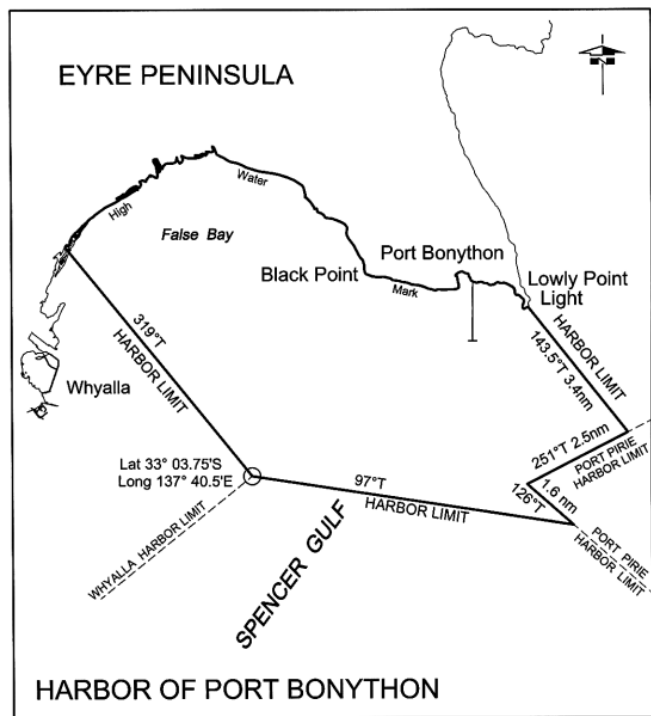 EYRE PENINSULA
Water
High
False Bay
Port Bonython
Black Point
Mark
Lowly Point
Light
HARBOR LIMIT
143.5°T 3.4nm
319°T
HARBOR LIMIT
Whyalla
251°T 2.5nm
PORT PIRIE
HARBOR LIMIT
Lat 33° 03.75'S
Long 137° 40.5'E
97°T
HARBOR LIMIT
1.6 nm
126°T
PORT PIRIE
HARBOR LIMIT
WHYALLA HARBOR LIMIT
SPENCER GULF
HARBOR OF PORT BONYTHON